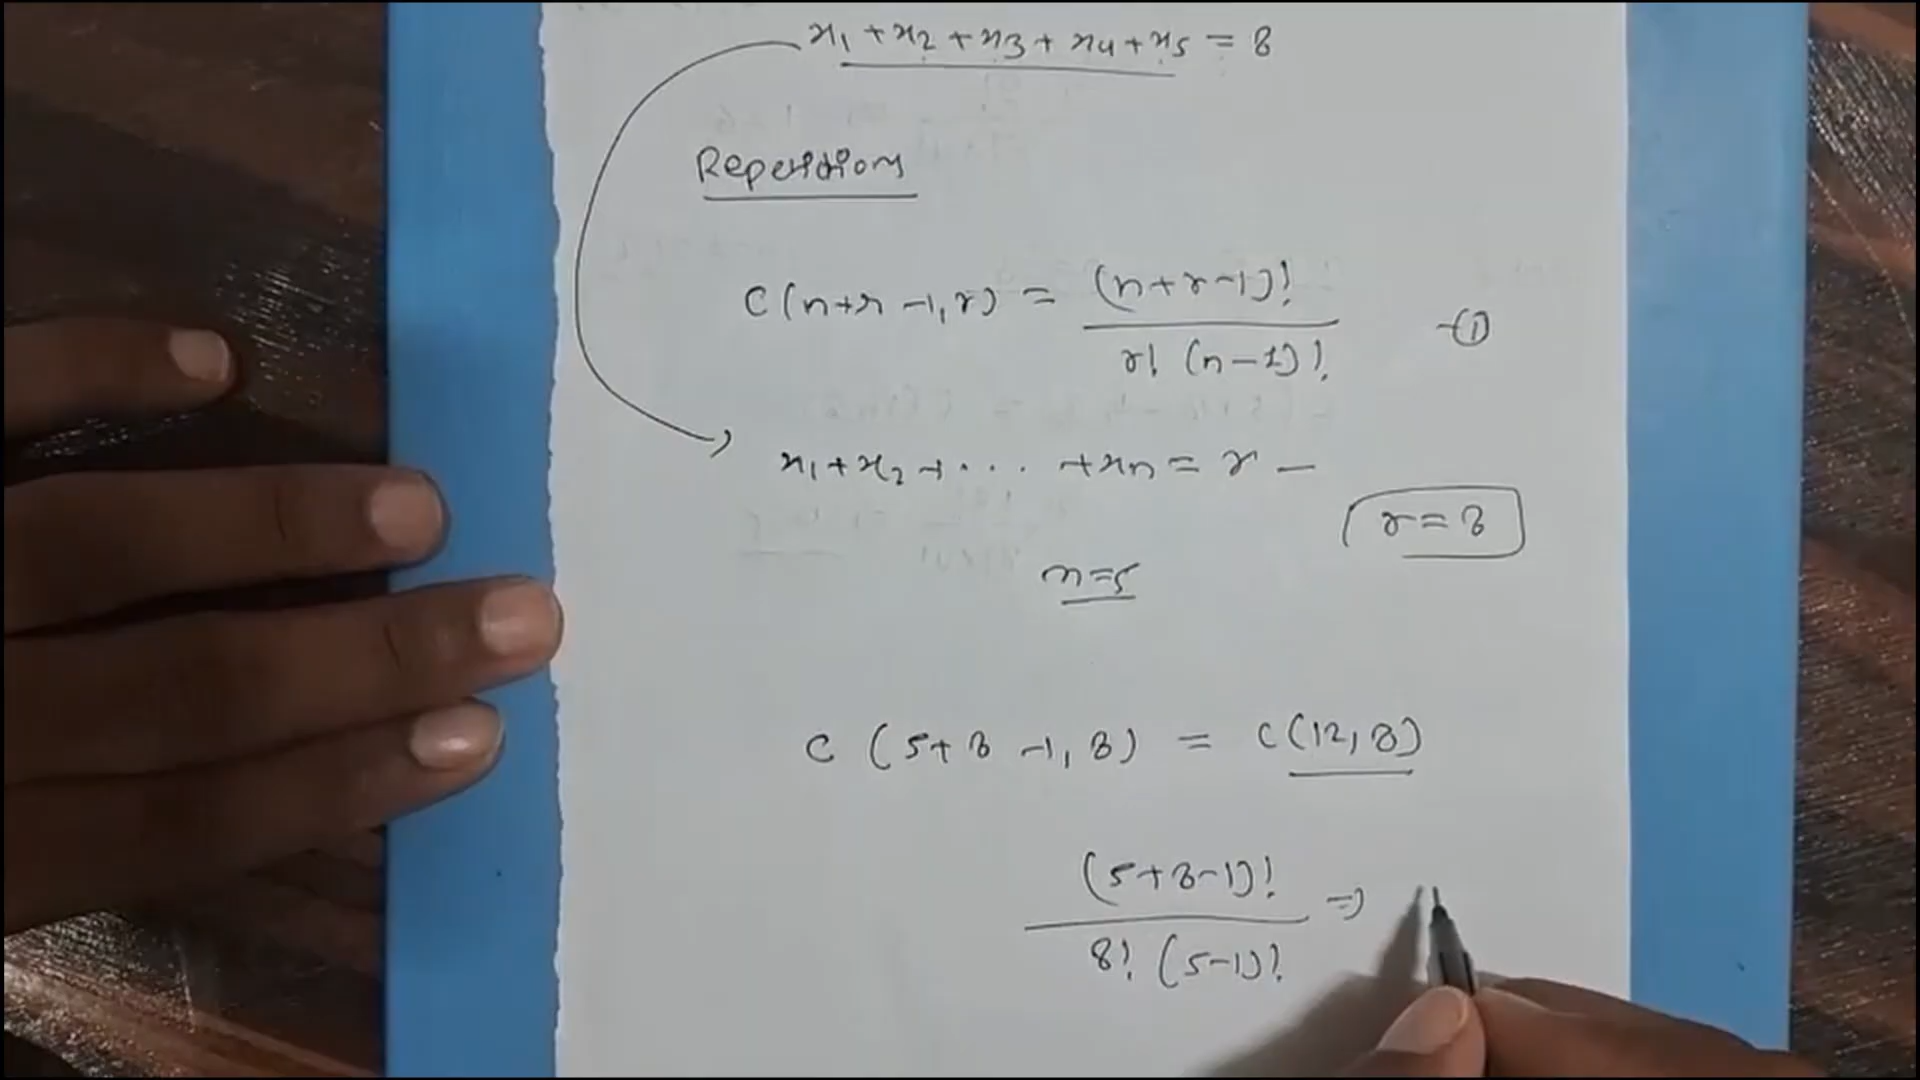 x₁ + x₂ + x₃ + x₄ + x₅ = 8
Repetitions
C(n+r-1, r) = (n+r-1)! / r! (n-1)! -①
x₁ + x₂ + ... + xₙ = r -
r = 8
n = 5
C (5+8-1, 8) = C(12, 8)
(5+8-1)! / 8! (5-1)! ⇒